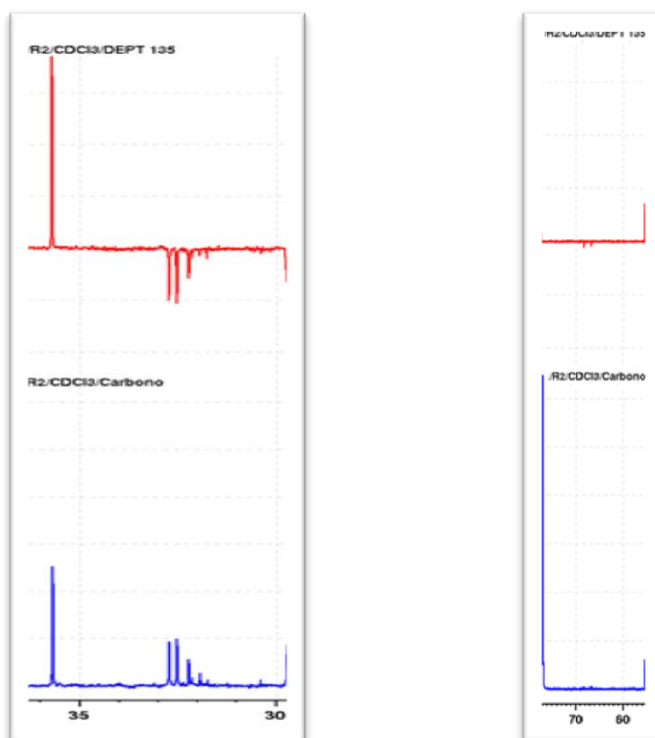 /R2/CDCl3/DEPT 135
R2/CDCl3/Carbono
35 30
/R2/CDCl3/DEPT 135
/R2/CDCl3/Carbono
70 60